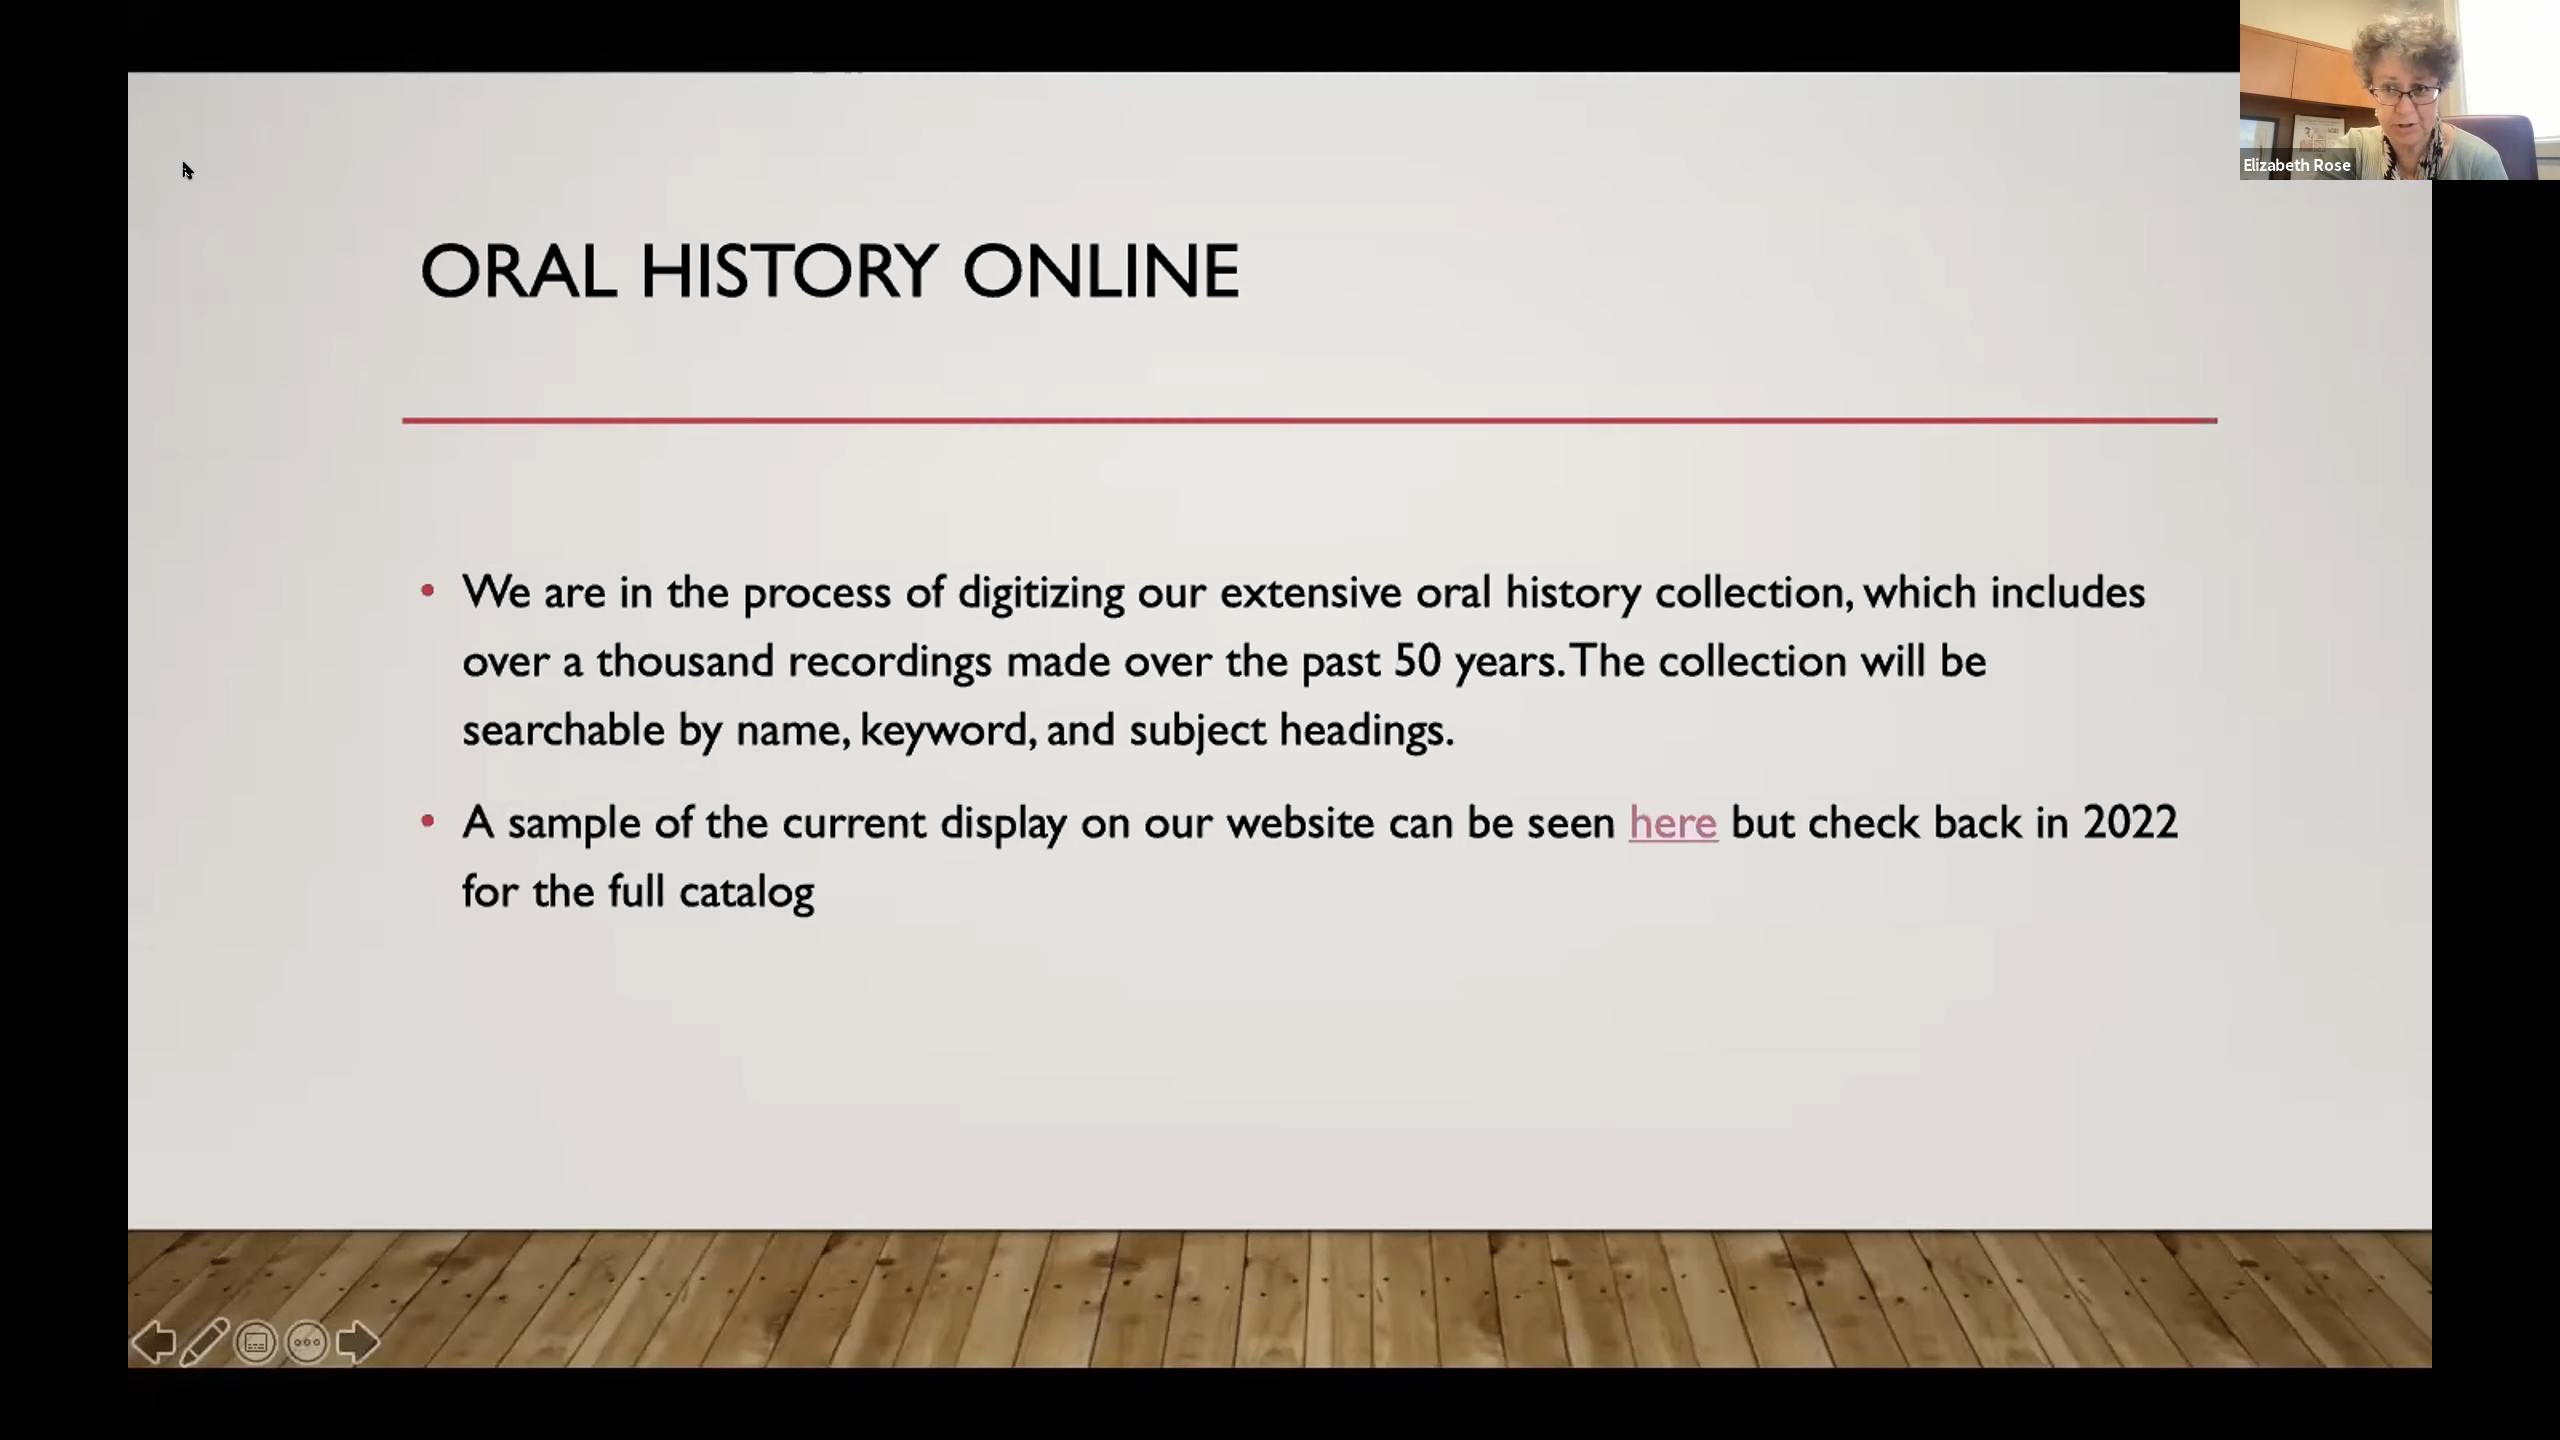 Elizabeth Rose
ORAL HISTORY ONLINE
• We are in the process of digitizing our extensive oral history collection, which includes
over a thousand recordings made over the past 50 years. The collection will be
searchable by name, keyword, and subject headings.
• A sample of the current display on our website can be seen here but check back in 2022
for the full catalog